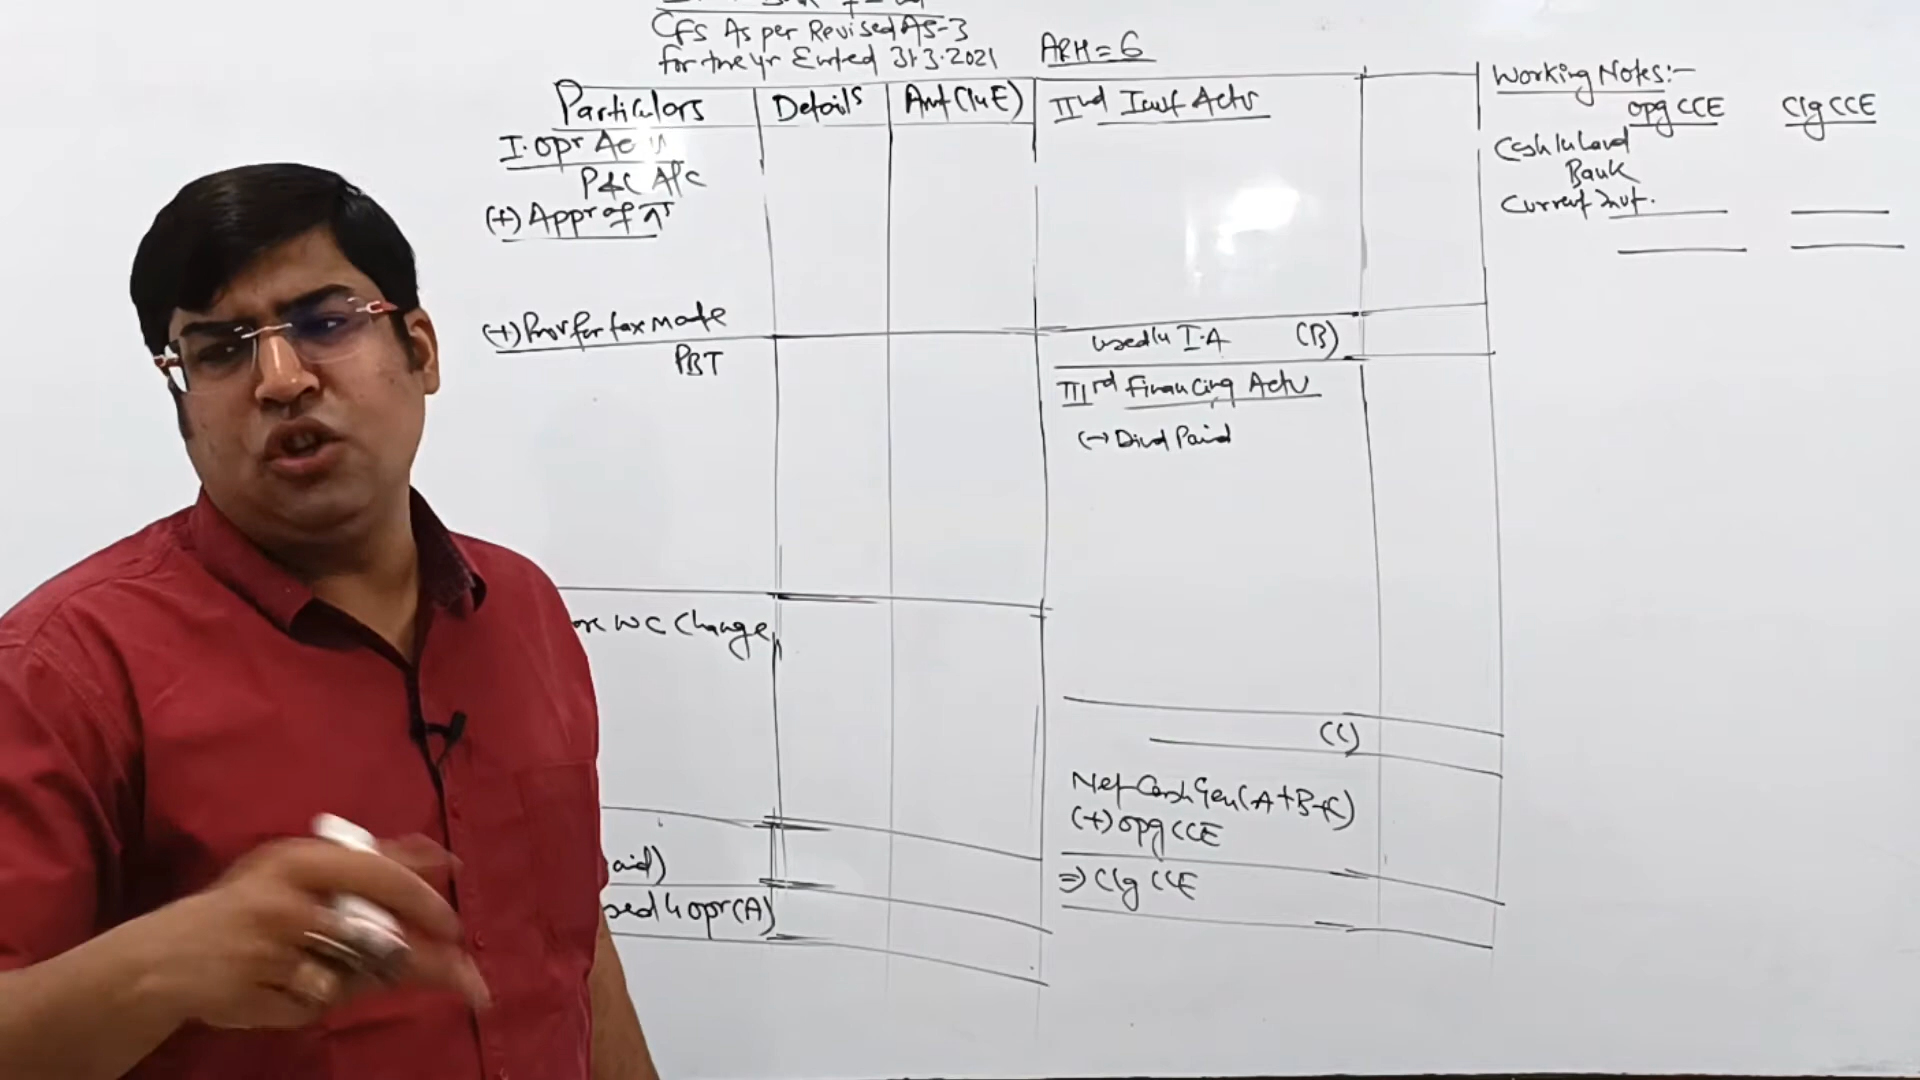 CFS As per Revised AS-3
for the yr Ended 31.3.2021
ARH = 6
Particulars
Details
Amt (In €)
I. opr Ac
P&L A/c
(+) Appr of
(+) Prov for tax made
PBT
WC Change
aid)
sed in opr (A)
IInd Invt Actv
used in I.A (B)
IIIrd Financing Actv
(-) Divd Paid
(C)
Net Cash Gen (A+B+C)
(+) opg CCE
⇒ Clg CCE
Working Notes:-
opg CCE
Clg CCE
Cash in hand
Bank
Current Invt.